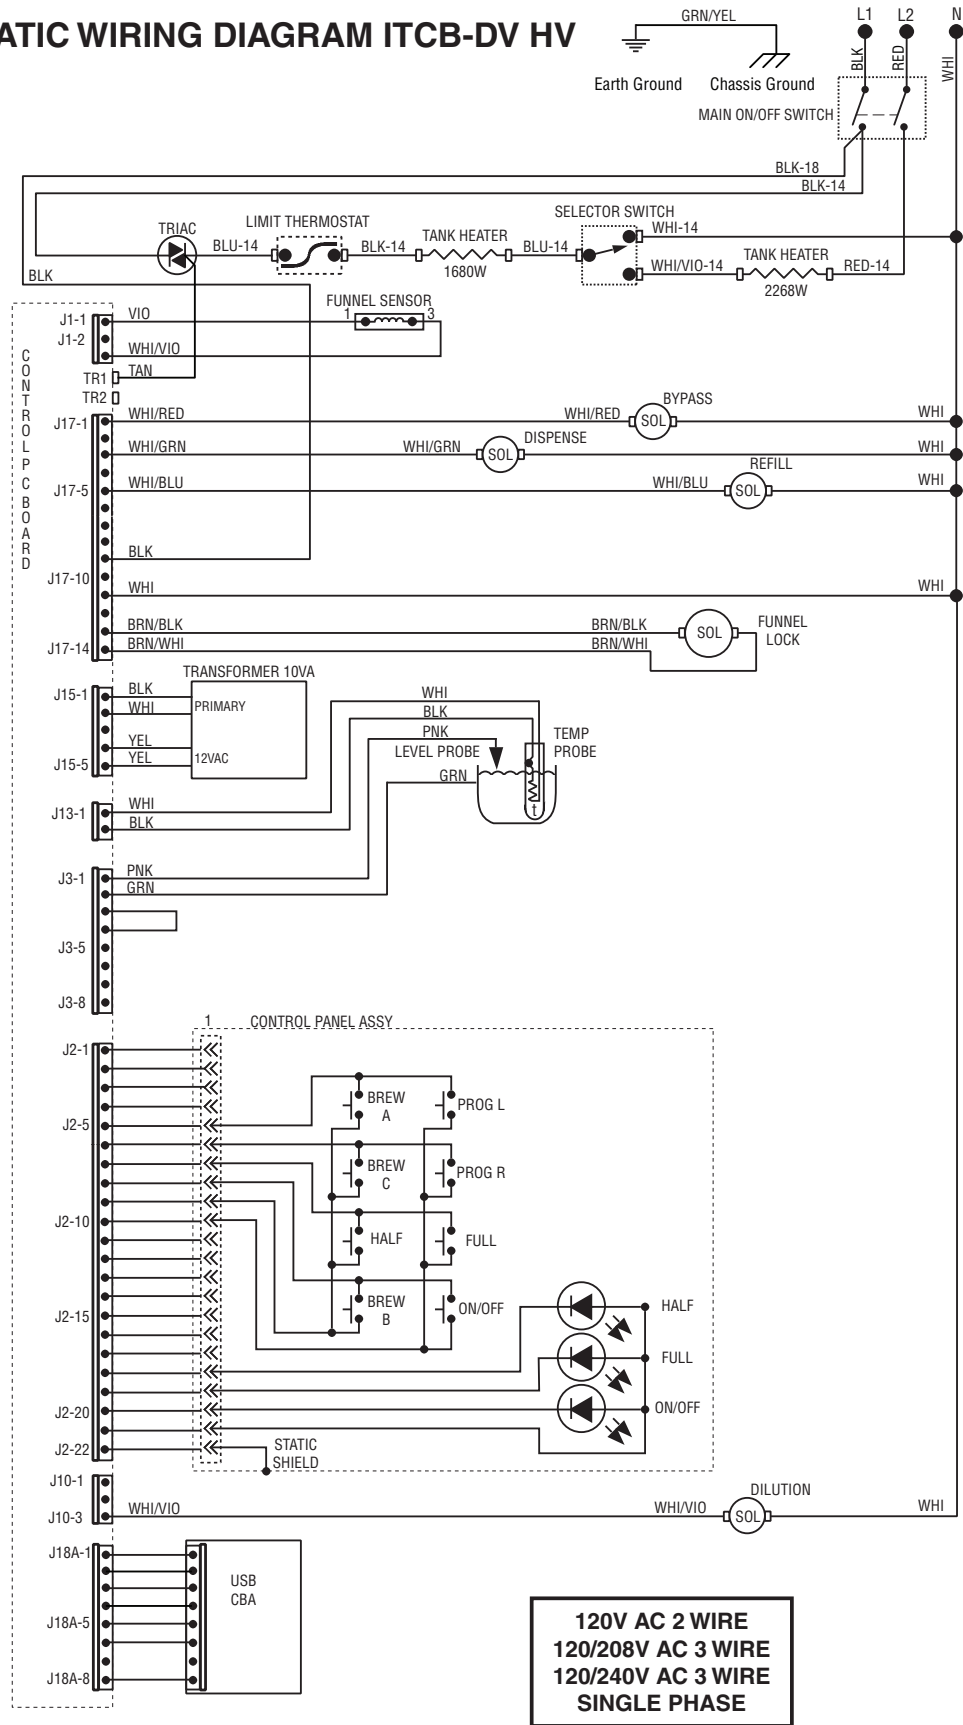 ATIC WIRING DIAGRAM ITCB-DV HV
GRN/YEL
L1 L2 N
BLK RED WHI
Earth Ground Chassis Ground
MAIN ON/OFF SWITCH
BLK-18
BLK-14
TRIAC
LIMIT THERMOSTAT
SELECTOR SWITCH
BLU-14
BLK-14
TANK HEATER
1680W
BLU-14
WHI-14
WHI/VIO-14
TANK HEATER
2268W
RED-14
BLK
FUNNEL SENSOR
1 3
CONTROL PC BOARD
J1-1 VIO
J1-2
WHI/VIO
TR1 TAN
TR2
J17-1 WHI/RED WHI/RED SOL BYPASS WHI
WHI/GRN WHI/GRN SOL DISPENSE WHI
J17-5 WHI/BLU WHI/BLU SOL REFILL WHI
BLK
J17-10
WHI WHI
BRN/BLK BRN/BLK SOL FUNNEL LOCK
J17-14 BRN/WHI BRN/WHI
TRANSFORMER 10VA
J15-1 BLK
WHI PRIMARY
YEL
J15-5 YEL 12VAC
WHI
BLK
PNK
LEVEL PROBE
TEMP
PROBE
GRN
t
J13-1 WHI
BLK
J3-1 PNK
GRN
J3-5
J3-8
1 CONTROL PANEL ASSY
J2-1
J2-5
BREW
A
PROG L
BREW
C
PROG R
J2-10
HALF
FULL
BREW
B
ON/OFF
J2-15
HALF
FULL
J2-20
ON/OFF
J2-22
STATIC
SHIELD
J10-1
J10-3 WHI/VIO WHI/VIO SOL DILUTION WHI
J18A-1
USB
CBA
J18A-5
J18A-8
120V AC 2 WIRE
120/208V AC 3 WIRE
120/240V AC 3 WIRE
SINGLE PHASE